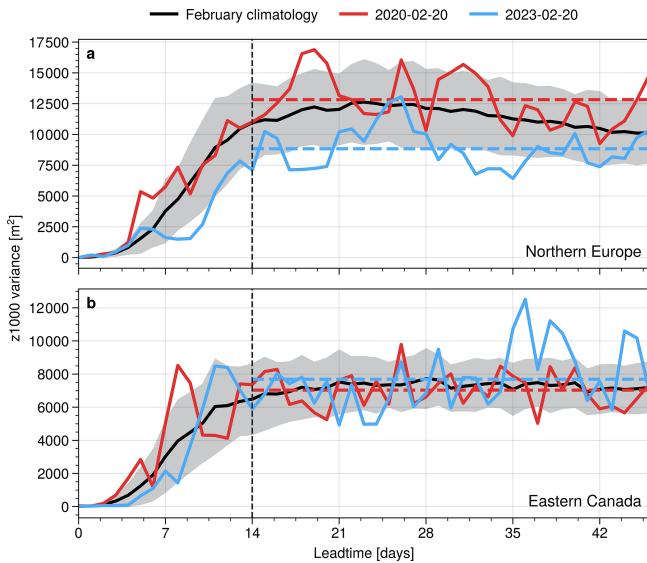 February climatology 2020-02-20 2023-02-20
a
17500
15000
12500
10000
7500
5000
2500
0
Northern Europe
z1000 variance [m²]
b
12000
10000
8000
6000
4000
2000
0
Eastern Canada
0 7 14 21 28 35 42
Leadtime [days]